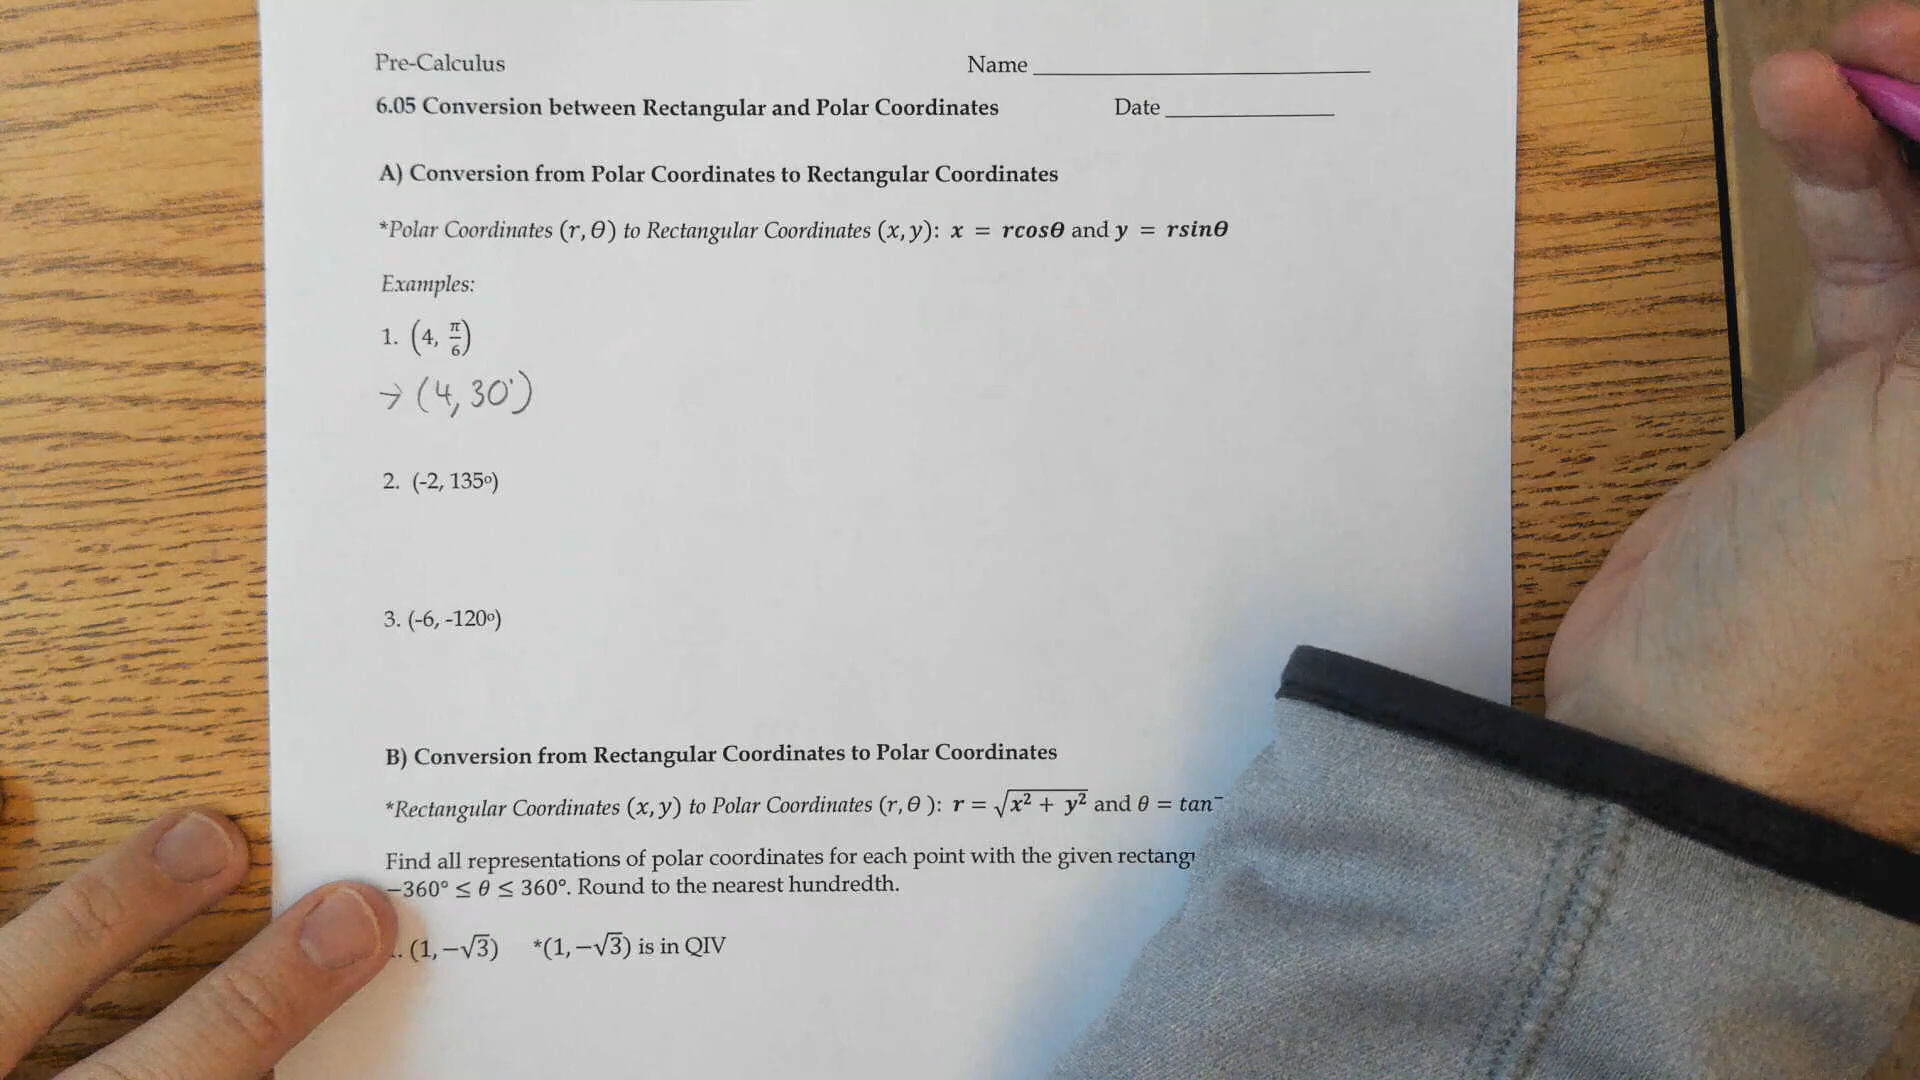 Pre-Calculus Name
6.05 Conversion between Rectangular and Polar Coordinates Date
A) Conversion from Polar Coordinates to Rectangular Coordinates
*Polar Coordinates (r, θ) to Rectangular Coordinates (x, y): x = rcosθ and y = rsinθ
Examples:
1. (4, π/6)
→ (4, 30°)
2. (-2, 135º)
3. (-6, -120º)
B) Conversion from Rectangular Coordinates to Polar Coordinates
*Rectangular Coordinates (x, y) to Polar Coordinates (r, θ ): r = √x² + y² and θ = tan⁻
Find all representations of polar coordinates for each point with the given
−360° ≤ θ ≤ 360°. Round to the nearest hundredth.
. (1, −√3) *(1, −√3) is in QIV